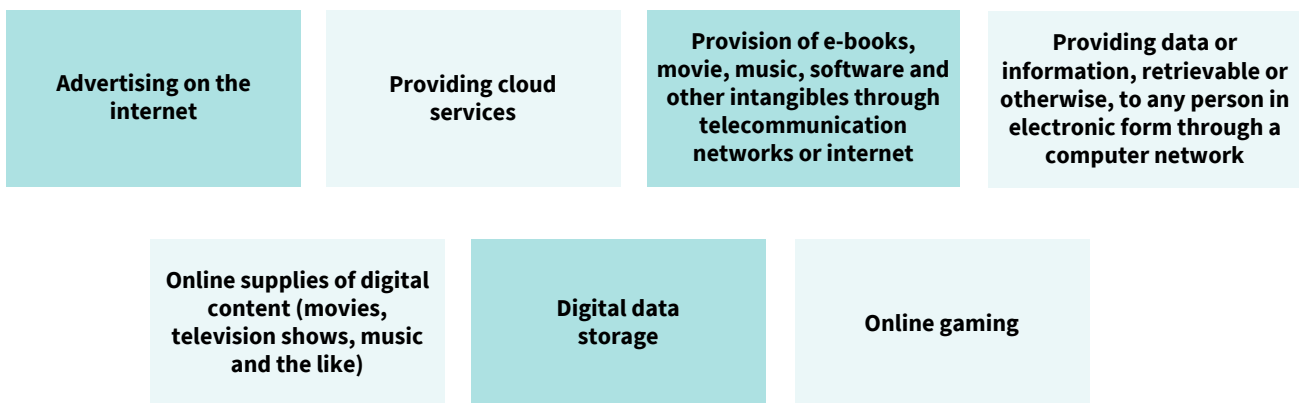 Advertising on the
internet
Providing cloud
services
Provision of e-books,
movie, music, software and
other intangibles through
telecommunication
networks or internet
Providing data or
information, retrievable or
otherwise, to any person in
electronic form through a
computer network
Online supplies of digital
content (movies,
television shows, music
and the like)
Digital data
storage
Online gaming